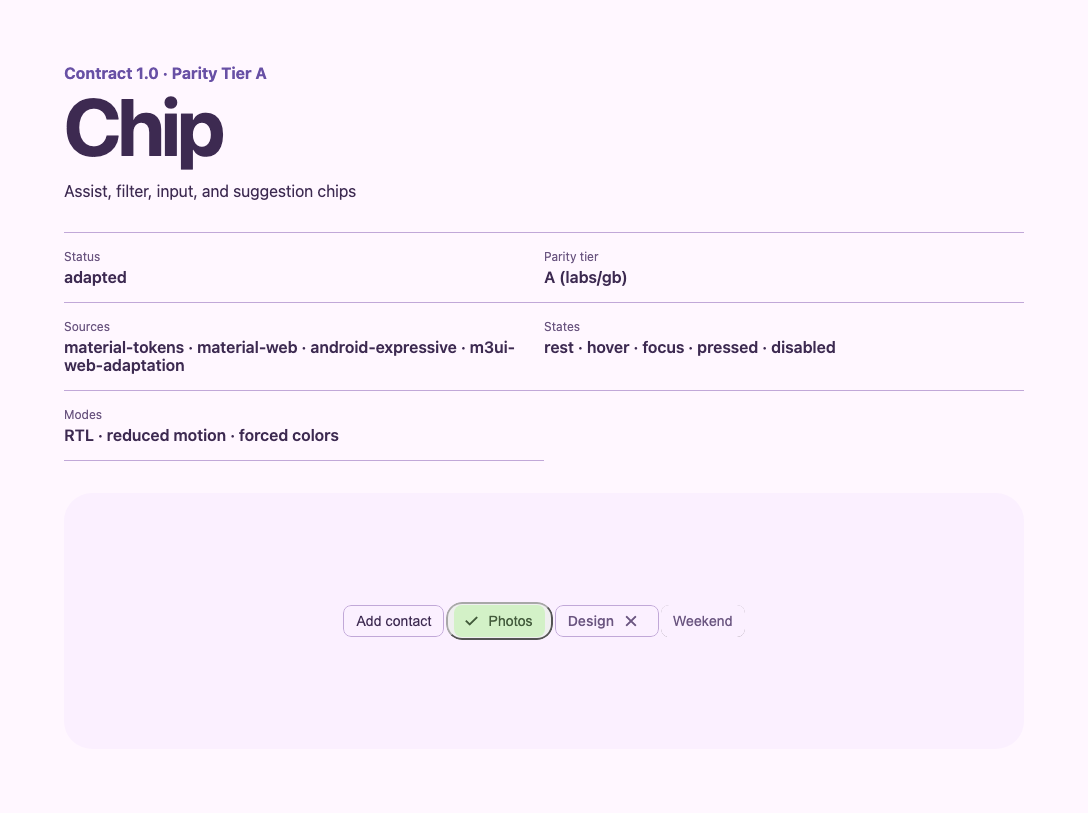 Contract 1.0 · Parity Tier A
Chip
Assist, filter, input, and suggestion chips
Status
adapted
Parity tier
A (labs/gb)
Sources
material-tokens · material-web · android-expressive · m3ui-
web-adaptation
States
rest · hover · focus · pressed · disabled
Modes
RTL · reduced motion · forced colors
Add contact
Photos
Design
Weekend